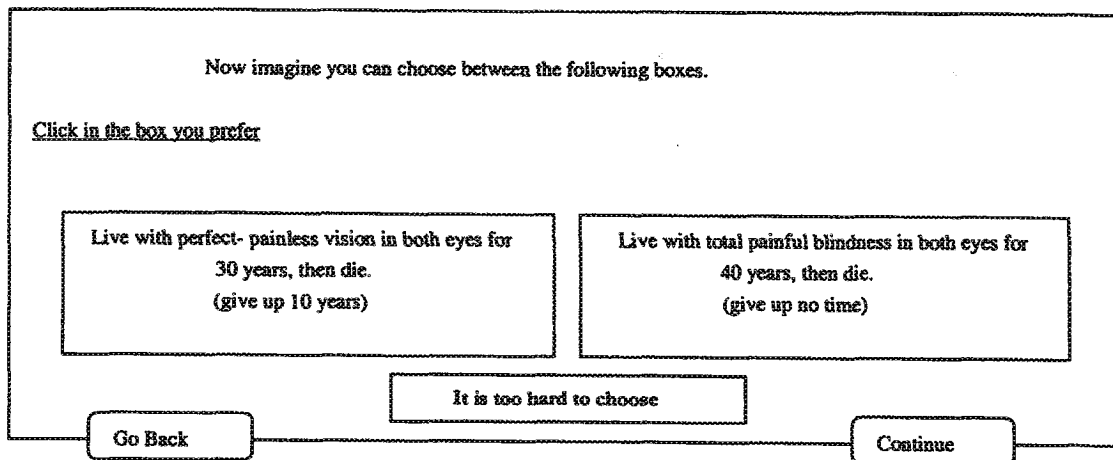 Now imagine you can choose between the following boxes.
Click in the box you prefer
Live with perfect- painless vision in both eyes for
30 years, then die.
(give up 10 years)
Live with total painful blindness in both eyes for
40 years, then die.
(give up no time)
It is too hard to choose
Go Back
Continue